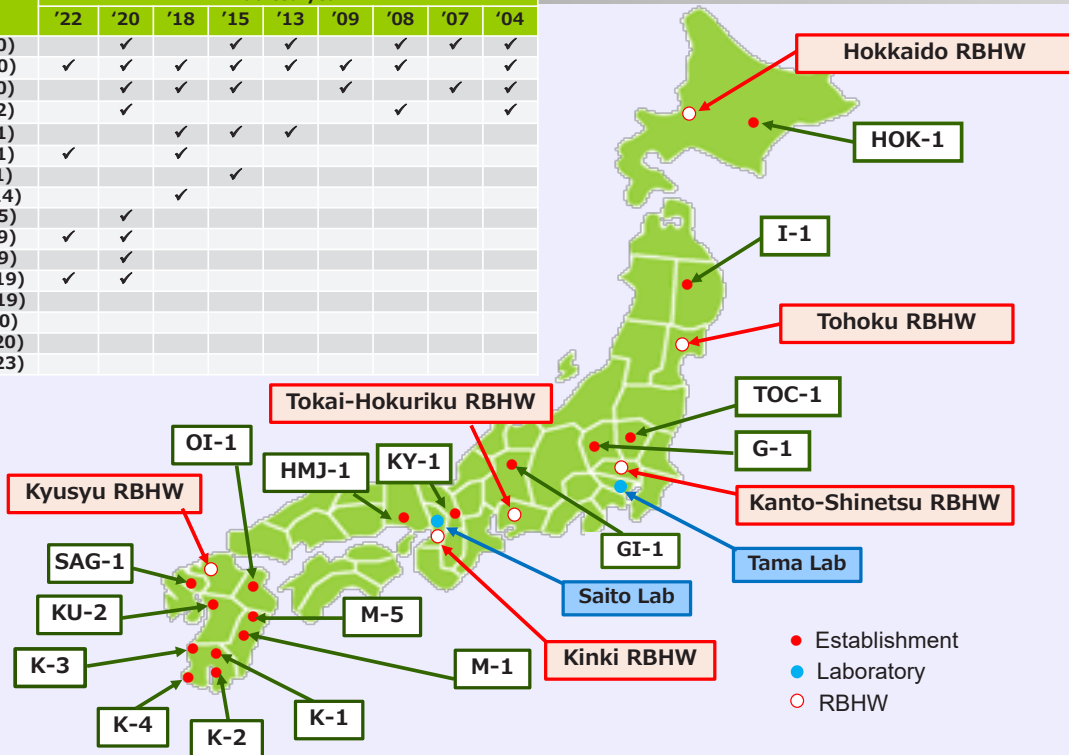 '22 '20 '18 '15 '13 '09 '08 '07 '04
0) ✓ ✓ ✓ ✓ ✓ ✓
0) ✓ ✓ ✓ ✓ ✓ ✓ ✓ ✓
0) ✓ ✓ ✓ ✓ ✓ ✓
2) ✓ ✓ ✓
1) ✓ ✓ ✓
1) ✓ ✓
1) ✓
14) ✓
5) ✓
9) ✓ ✓
9) ✓
19) ✓ ✓
19)
0)
20)
23)
Hokkaido RBHW
HOK-1
I-1
Tohoku RBHW
TOC-1
Tokai-Hokuriku RBHW
OI-1
G-1
HMJ-1
KY-1
Kyusyu RBHW
Kanto-Shinetsu RBHW
GI-1
SAG-1
Tama Lab
Saito Lab
KU-2
M-5
Establishment
K-3
M-1
Kinki RBHW
Laboratory
RBHW
K-4
K-2
K-1